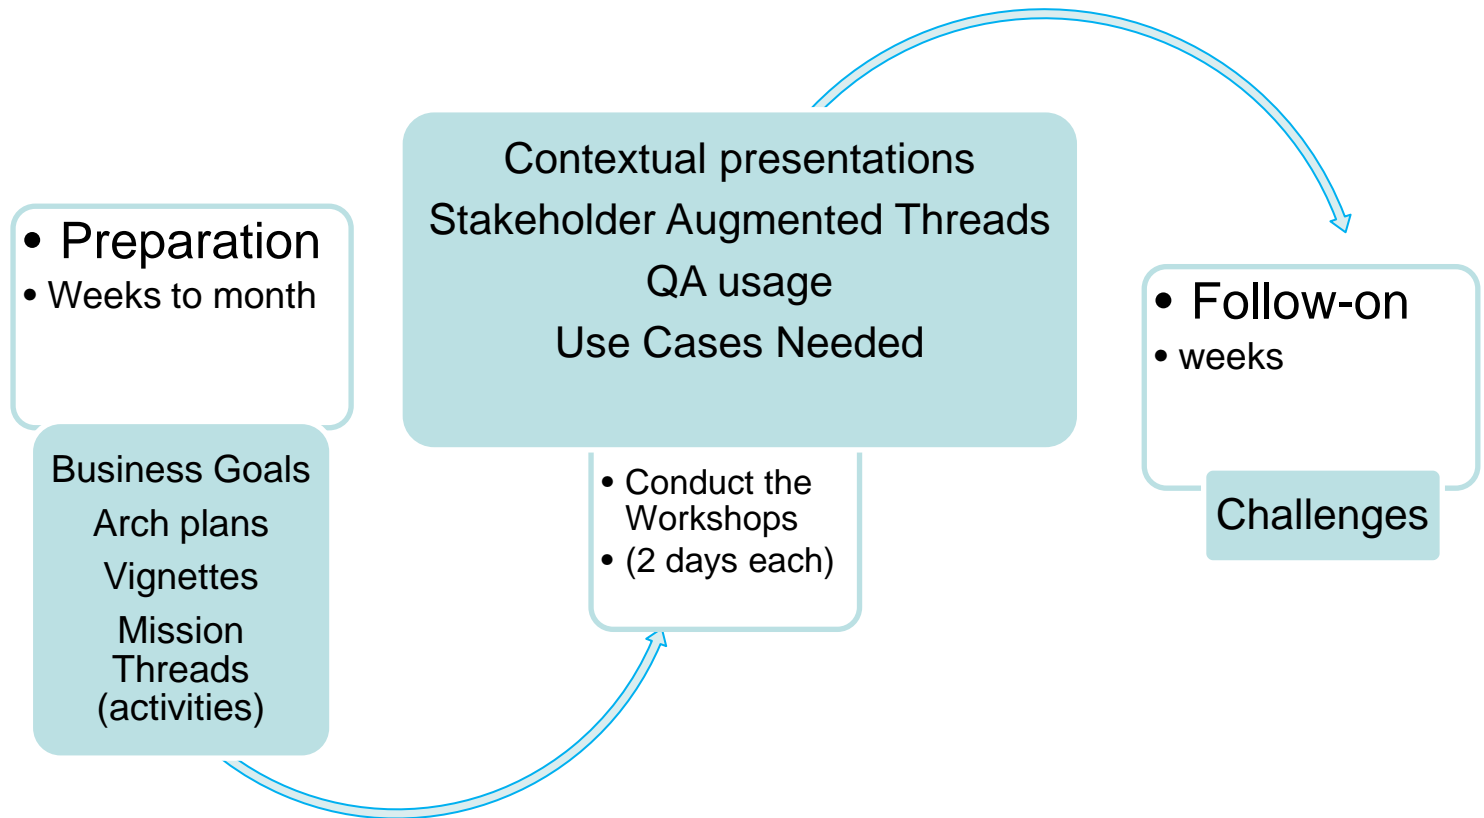 • Preparation
• Weeks to month
Business Goals
Arch plans
Vignettes
Mission
Threads
(activities)
Contextual presentations
Stakeholder Augmented Threads
QA usage
Use Cases Needed
• Conduct the
Workshops
• (2 days each)
• Follow-on
• weeks
Challenges